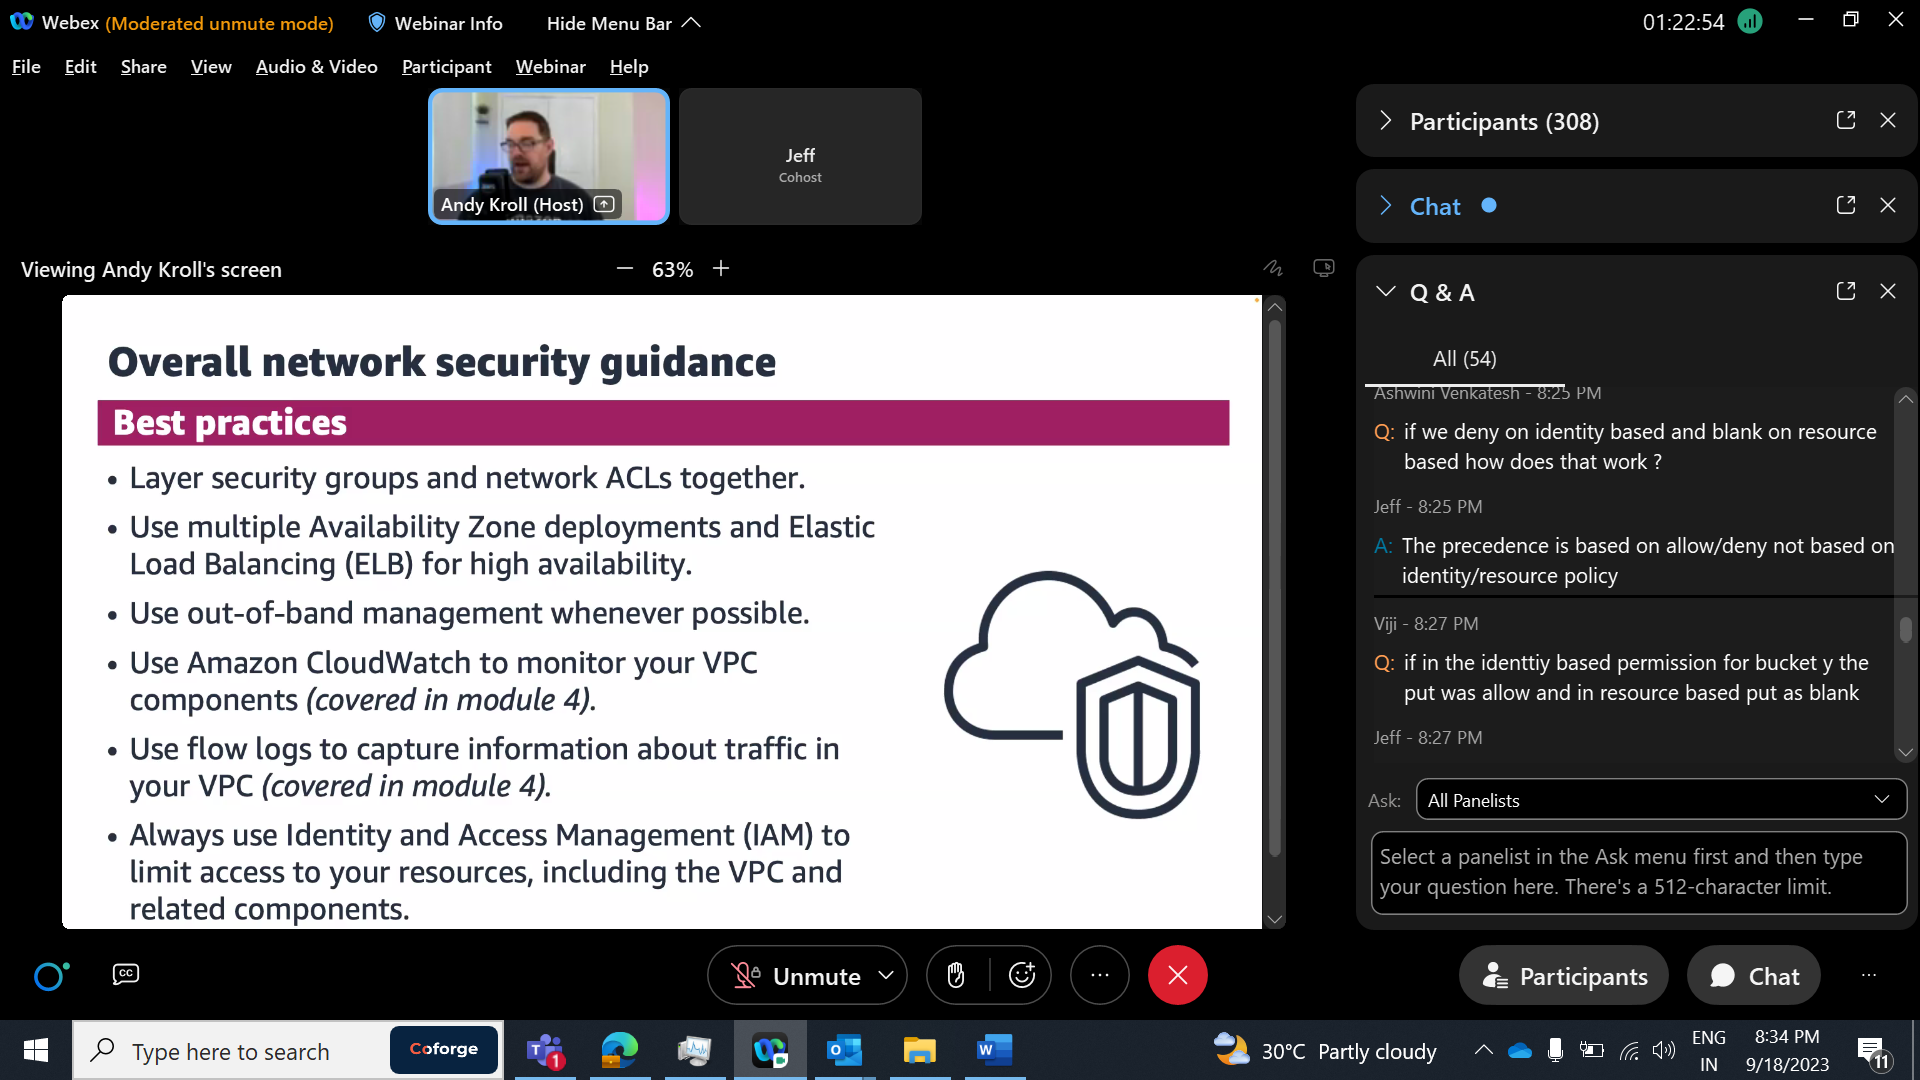 Webex (Moderated unmute mode) Webinar Info Hide Menu Bar 01:22:54
File Edit Share View Audio & Video Participant Webinar Help
Andy Kroll (Host)
Jeff
Cohost
Viewing Andy Kroll's screen 63%
Overall network security guidance
Best practices
• Layer security groups and network ACLs together.
• Use multiple Availability Zone deployments and Elastic
Load Balancing (ELB) for high availability.
• Use out-of-band management whenever possible.
• Use Amazon CloudWatch to monitor your VPC
components (covered in module 4).
• Use flow logs to capture information about traffic in
your VPC (covered in module 4).
• Always use Identity and Access Management (IAM) to
limit access to your resources, including the VPC and
related components.
Participants (308)
Chat
Q & A
All (54)
Ashwini Venkatesh - 8:25 PM
Q: if we deny on identity based and blank on resource
based how does that work ?
Jeff - 8:25 PM
A: The precedence is based on allow/deny not based on
identity/resource policy
Viji - 8:27 PM
Q: if in the identtiy based permission for bucket y the
put was allow and in resource based put as blank
Jeff - 8:27 PM
Ask: All Panelists
Select a panelist in the Ask menu first and then type
your question here. There's a 512-character limit.
CC Unmute Participants Chat
Type here to search Coforge 1 30°C Partly cloudy ENG 8:34 PM
IN 9/18/2023 11